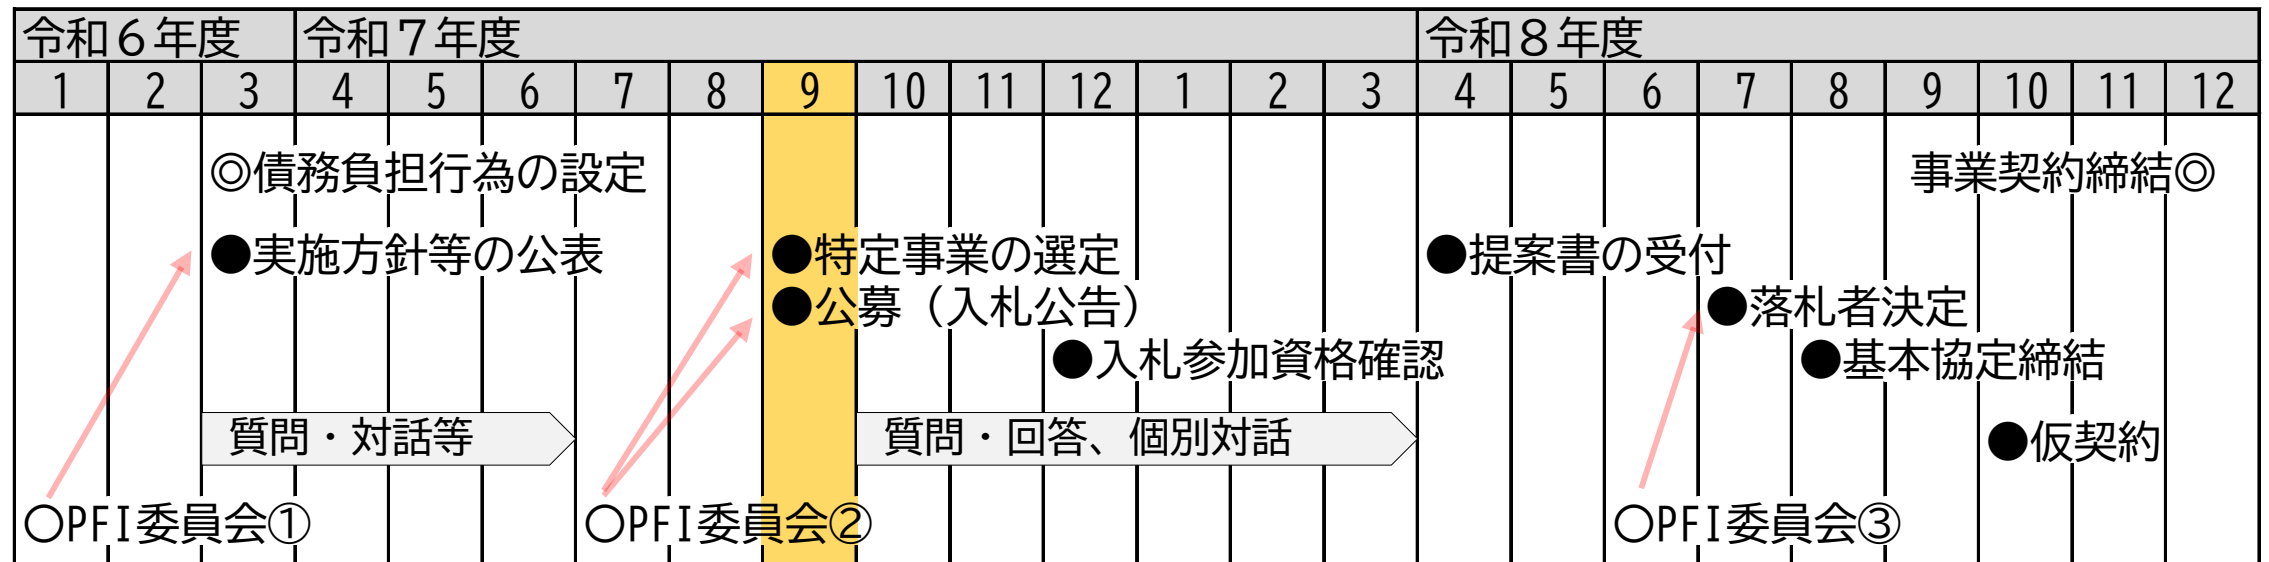 令和６年度 令和７年度 令和８年度
1 2 3 4 5 6 7 8 9 10 11 12 1 2 3 4 5 6 7 8 9 10 11 12
◎債務負担行為の設定 事業契約締結◎
●実施方針等の公表 ●特定事業の選定 ●提案書の受付
●公募（入札公告） ●落札者決定
●入札参加資格確認 ●基本協定締結
質問・対話等 質問・回答、個別対話 ●仮契約
○PFI委員会① ○PFI委員会② ○PFI委員会③